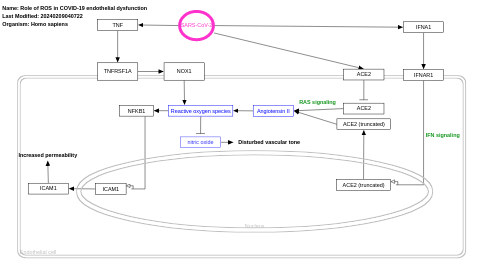 Name: Role of ROS in COVID-19 endothelial dysfunction
Last Modified: 20240209040722
Organism: Homo sapiens
TNF
SARS-CoV-2
IFNA1
TNFRSF1A
NOX1
ACE2
IFNAR1
RAS signaling
NFKB1
Reactive oxygen species
Angiotensin II
ACE2
ACE2 (truncated)
IFN signaling
nitric oxide
Disturbed vascular tone
Increased permeability
ICAM1
ICAM1
ACE2 (truncated)
Nucleus
Endothelial cell